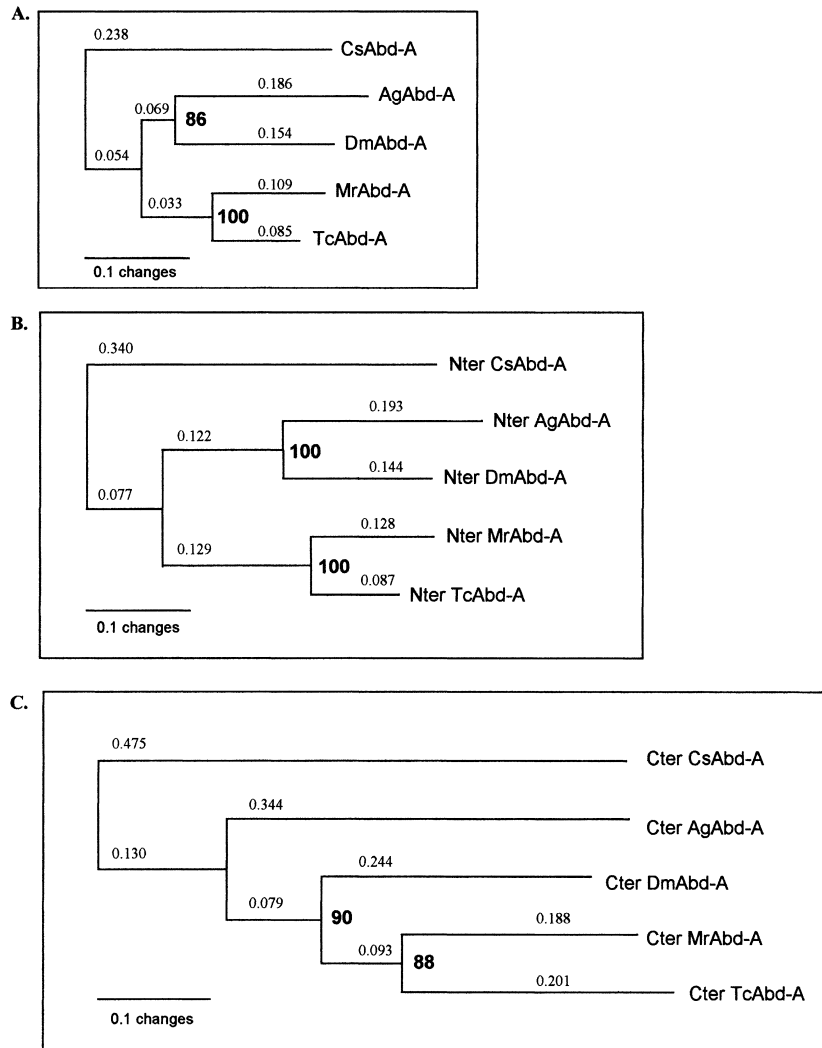 A.
0.238
CsAbd-A
0.186
AgAbd-A
0.069
86
0.154
DmAbd-A
0.054
0.109
MrAbd-A
0.033
100
0.085
TcAbd-A
0.1 changes
B.
0.340
Nter CsAbd-A
0.193
Nter AgAbd-A
0.122
100
0.144
Nter DmAbd-A
0.077
0.128
Nter MrAbd-A
0.129
100
0.087
Nter TcAbd-A
0.1 changes
C.
0.475
Cter CsAbd-A
0.344
Cter AgAbd-A
0.130
0.244
Cter DmAbd-A
0.079
90
0.188
Cter MrAbd-A
0.093
88
0.201
Cter TcAbd-A
0.1 changes